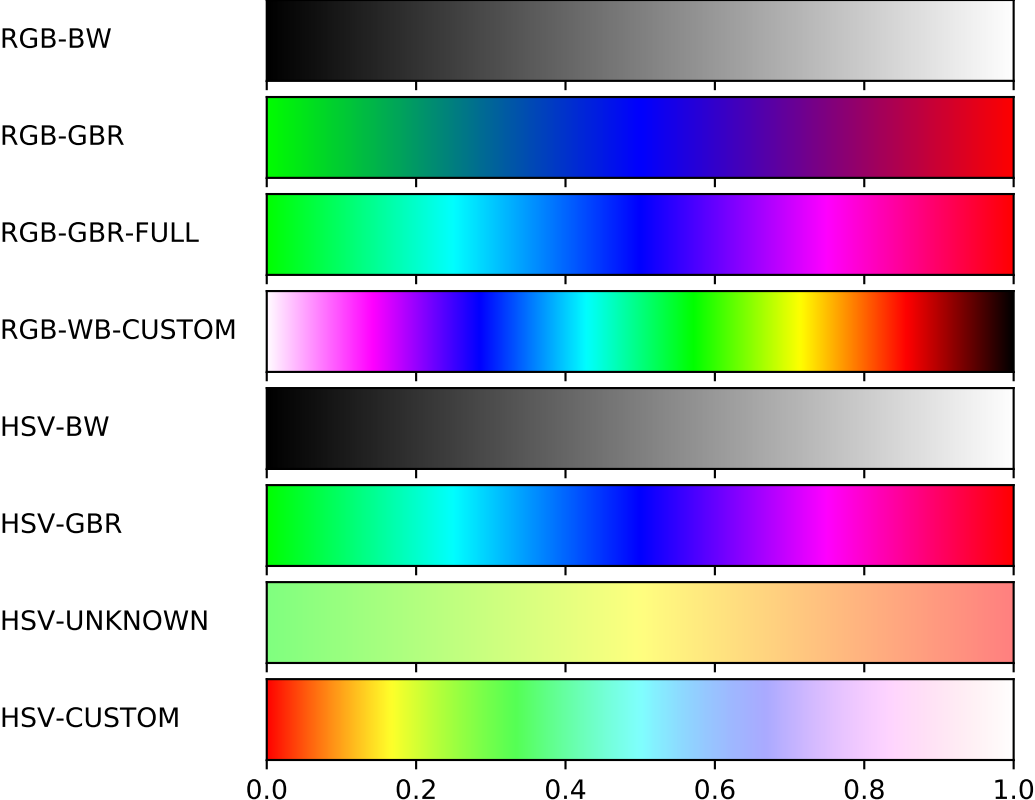 RGB-BW
RGB-GBR
RGB-GBR-FULL
RGB-WB-CUSTOM
HSV-BW
HSV-GBR
HSV-UNKNOWN
HSV-CUSTOM
0.0 0.2 0.4 0.6 0.8 1.0